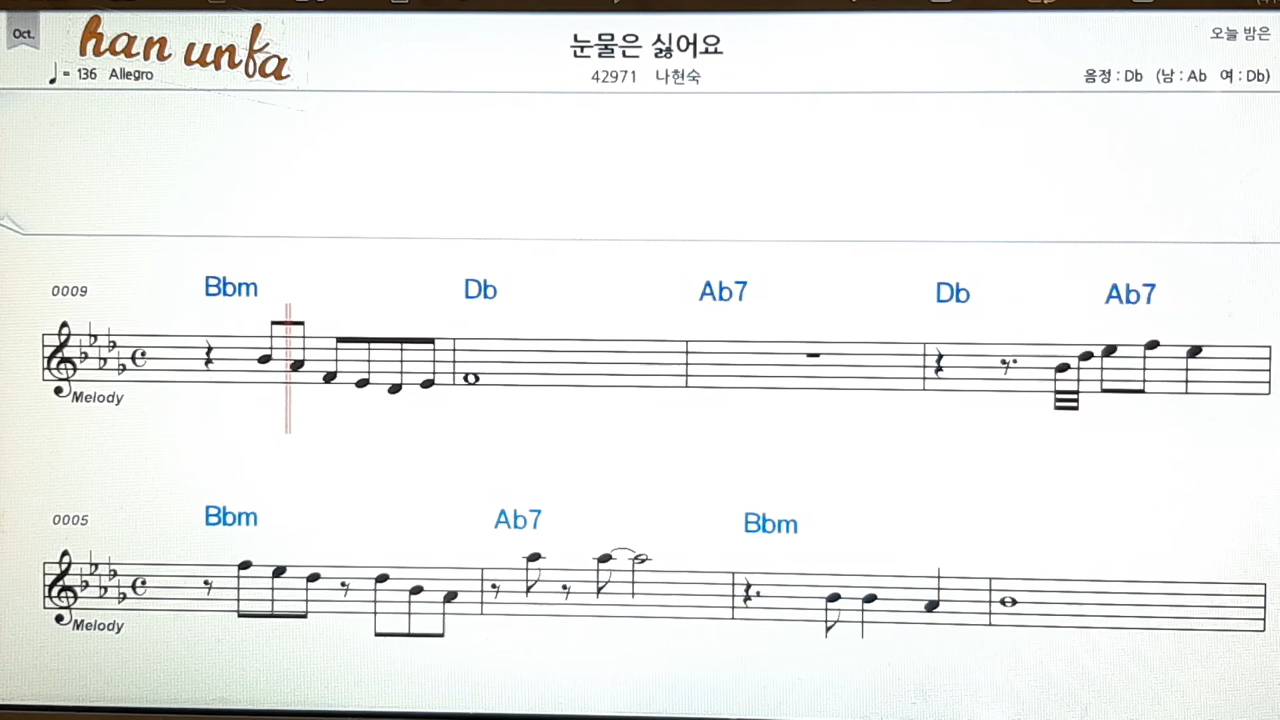 Oct.
han unfa
눈물은 싫어요
오늘 밤은
♩= 136 Allegro
42971 나현숙
음정 : Db (남 : Ab 여 : Db)
0009 Bbm Db Ab7 Db Ab7
Melody
0005 Bbm Ab7 Bbm
Melody